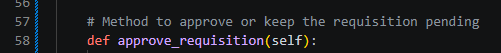 56
57 # Method to approve or keep the requisition pending
58 def approve_requisition(self):